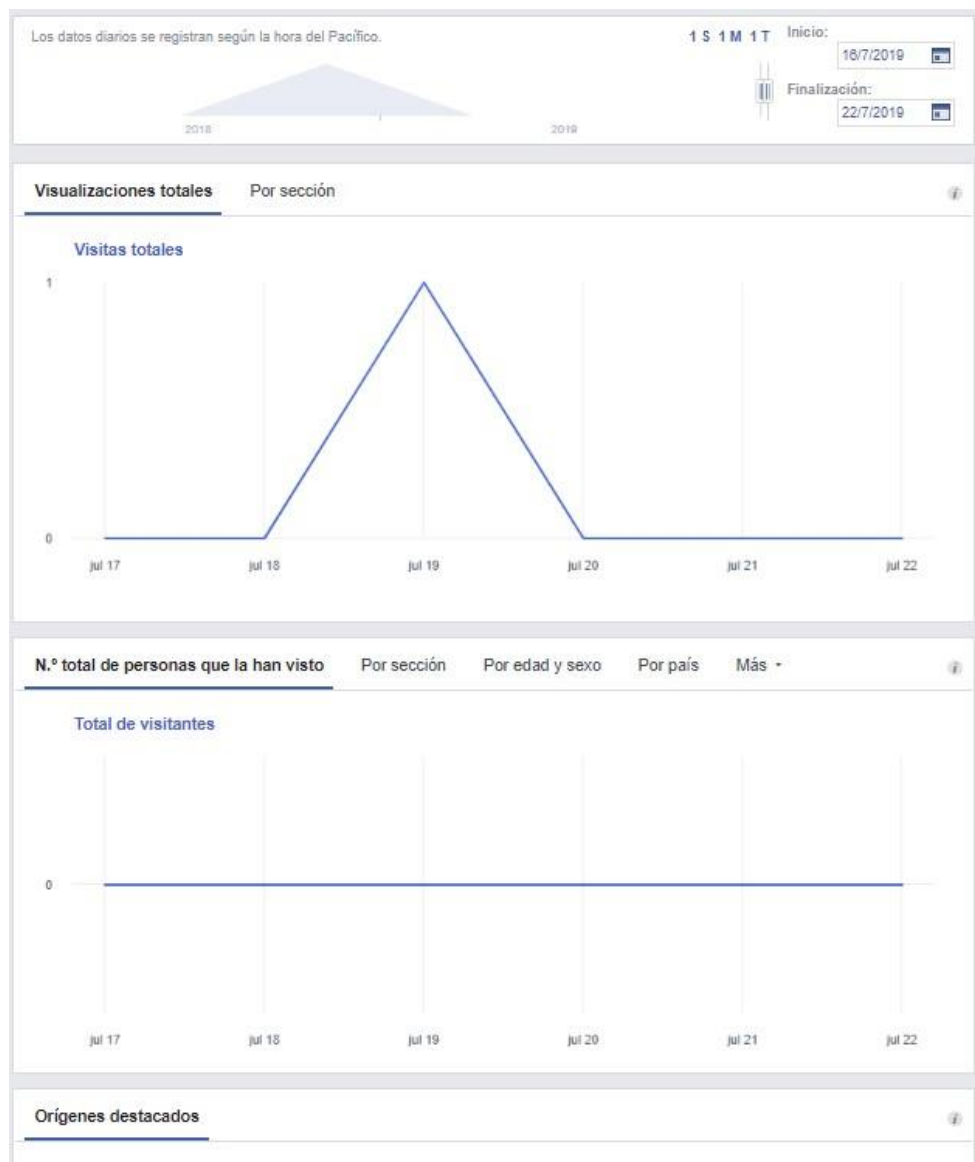 Los datos diarios se registran según la hora del Pacífico.
1 S 1 M 1 T
Inicio:
16/7/2019
Finalización:
22/7/2019
2018
2019
Visualizaciones totales Por sección
Visitas totales
1
0
jul 17 jul 18 jul 19 jul 20 jul 21 jul 22
N.º total de personas que la han visto Por sección Por edad y sexo Por país Más
Total de visitantes
0
jul 17 jul 18 jul 19 jul 20 jul 21 jul 22
Orígenes destacados